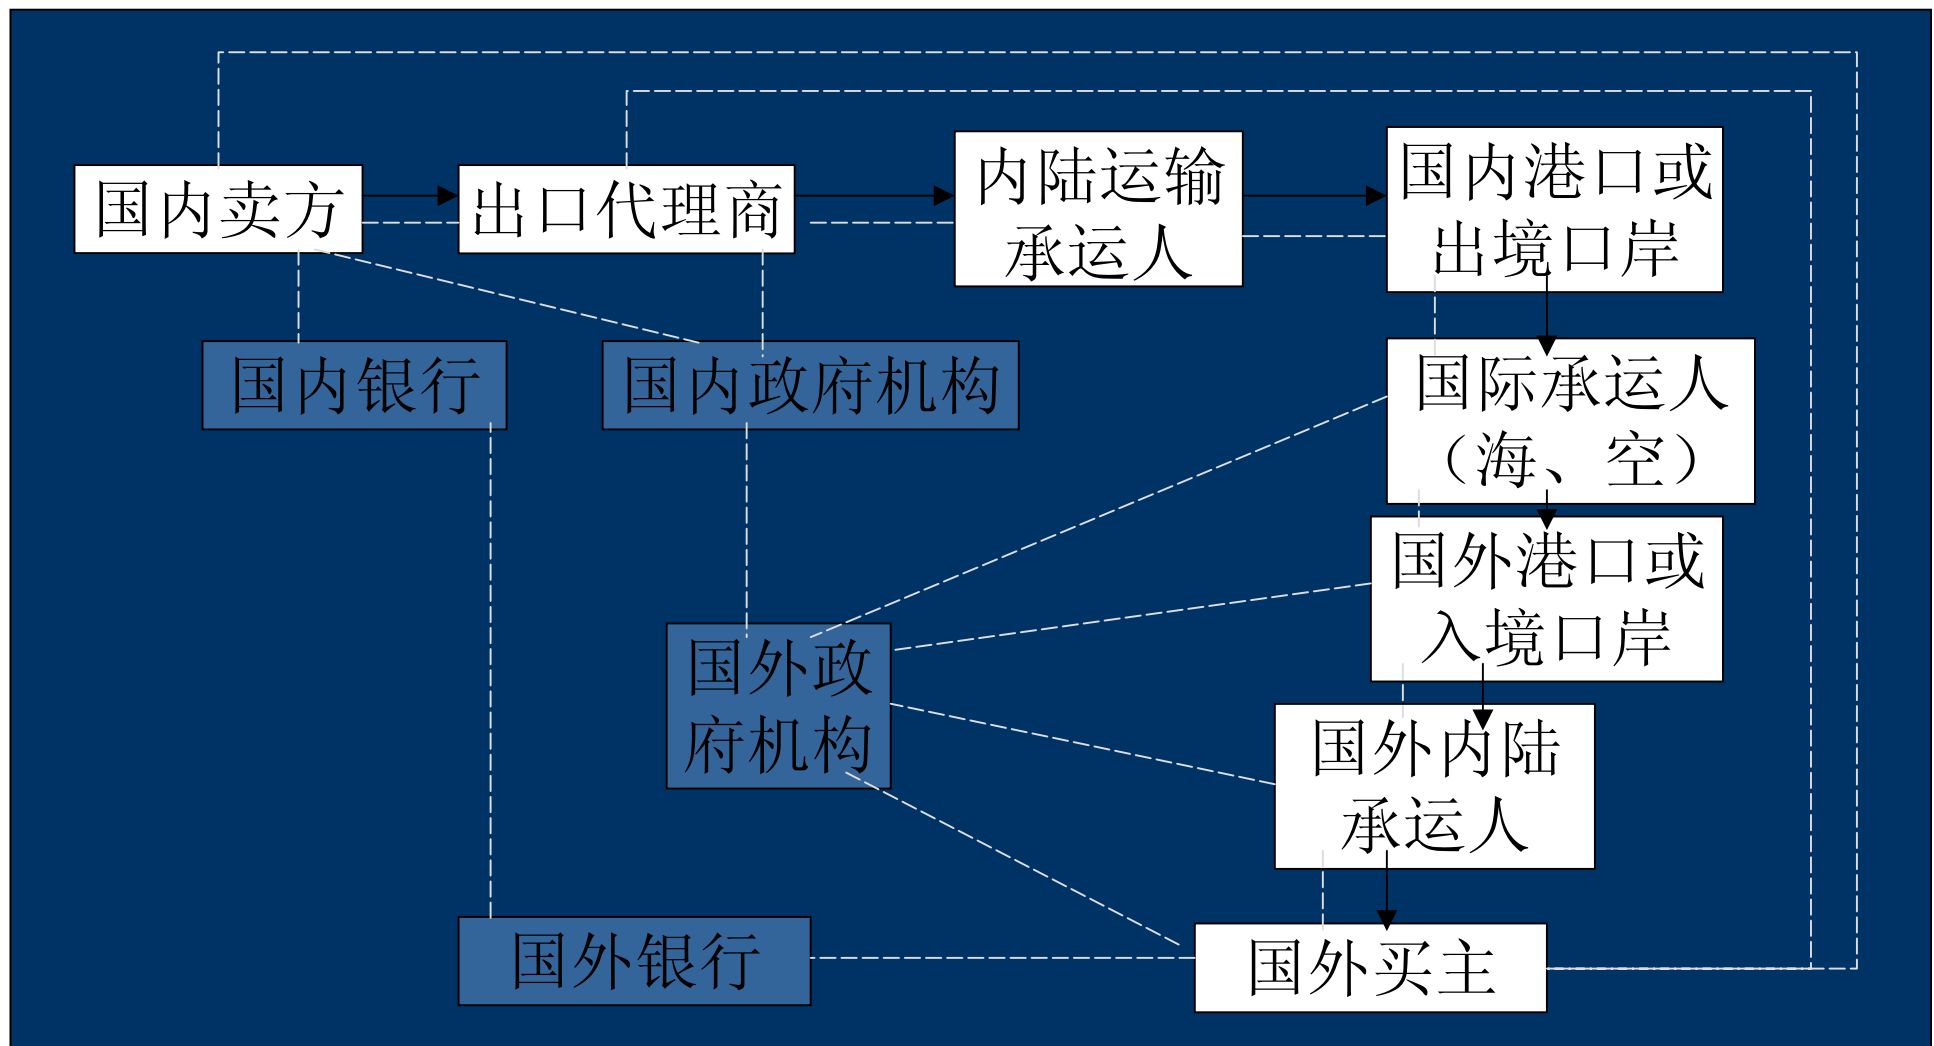 国内卖方
出口代理商
内陆运输
承运人
国内港口或
出境口岸
国内银行
国内政府机构
国际承运人
（海、空）
国外港口或
入境口岸
国外政
府机构
国外内陆
承运人
国外银行
国外买主